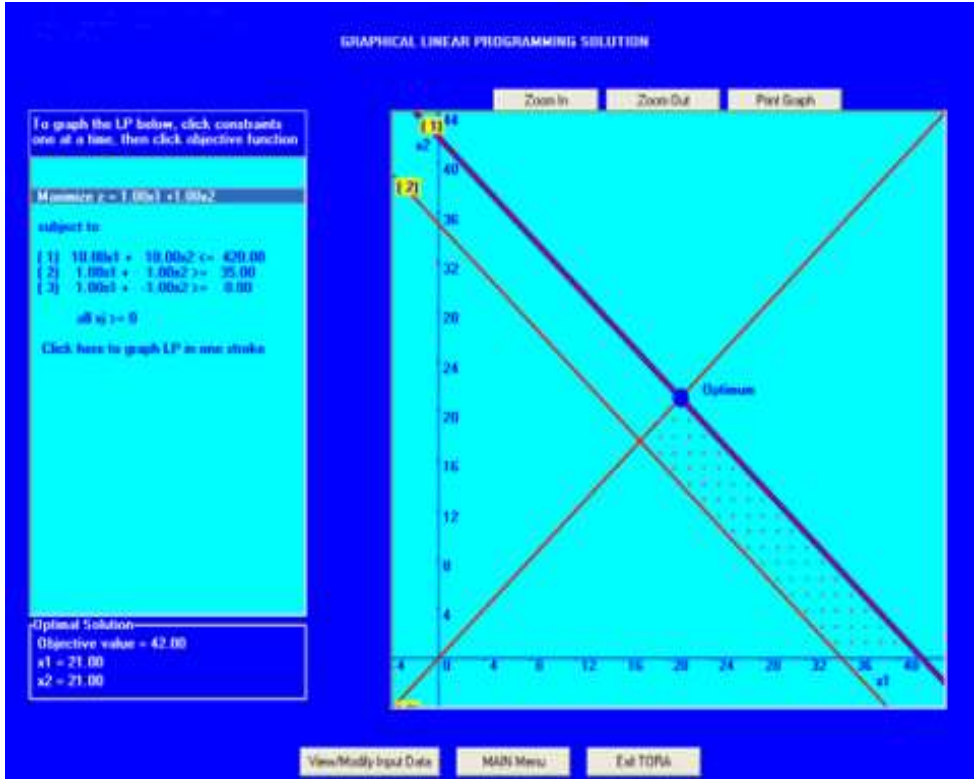 GRAPHICAL LINEAR PROGRAMMING SOLUTION
Zoom In Zoom Out Print Graph
To graph the LP below, click constraints
one at a time, then click objective function
Maximize z = 1.00x1 +1.00x2
subject to
( 1) 10.00x1 + 10.00x2 <= 420.00
( 2) 1.00x1 + 1.00x2 >= 35.00
( 3) 1.00x1 + -1.00x2 >= 0.00
all xj >= 0
Click here to graph LP in one stroke
Optimal Solution
Objective value = 42.00
x1 = 21.00
x2 = 21.00
( 1)
44
x2
40
( 2)
36
32
28
24
Optimum
20
16
12
8
4
-4 0 4 8 12 16 20 24 28 32 36 40
x1
View/Modify Input Data MAIN Menu Exit TORA